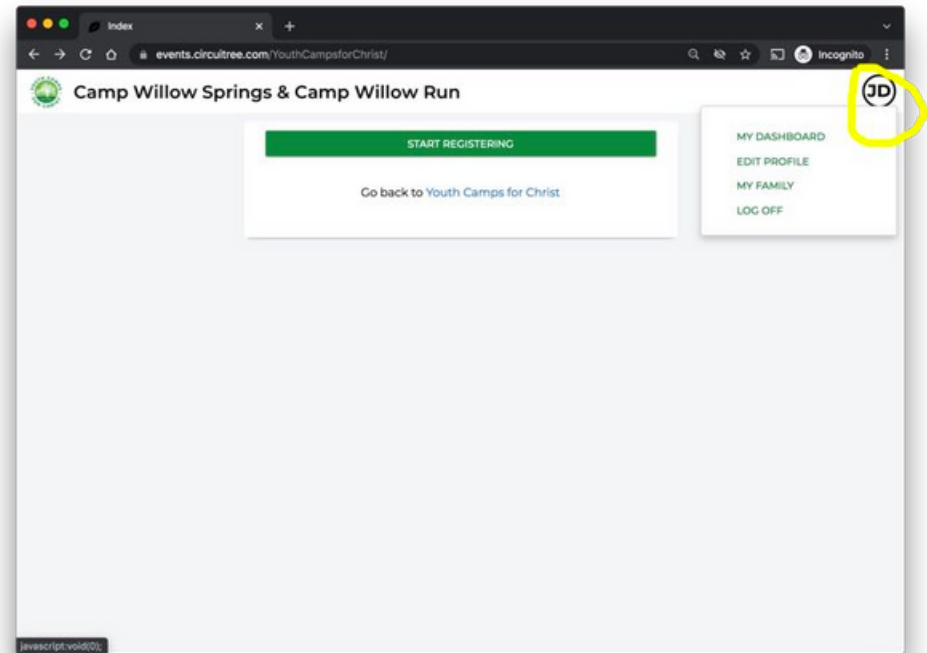 Index
events.circuitree.com/YouthCampsforChrist/
Incognito
Camp Willow Springs & Camp Willow Run
JD
START REGISTERING
Go back to Youth Camps for Christ
MY DASHBOARD
EDIT PROFILE
MY FAMILY
LOG OFF
javascript:void(0);